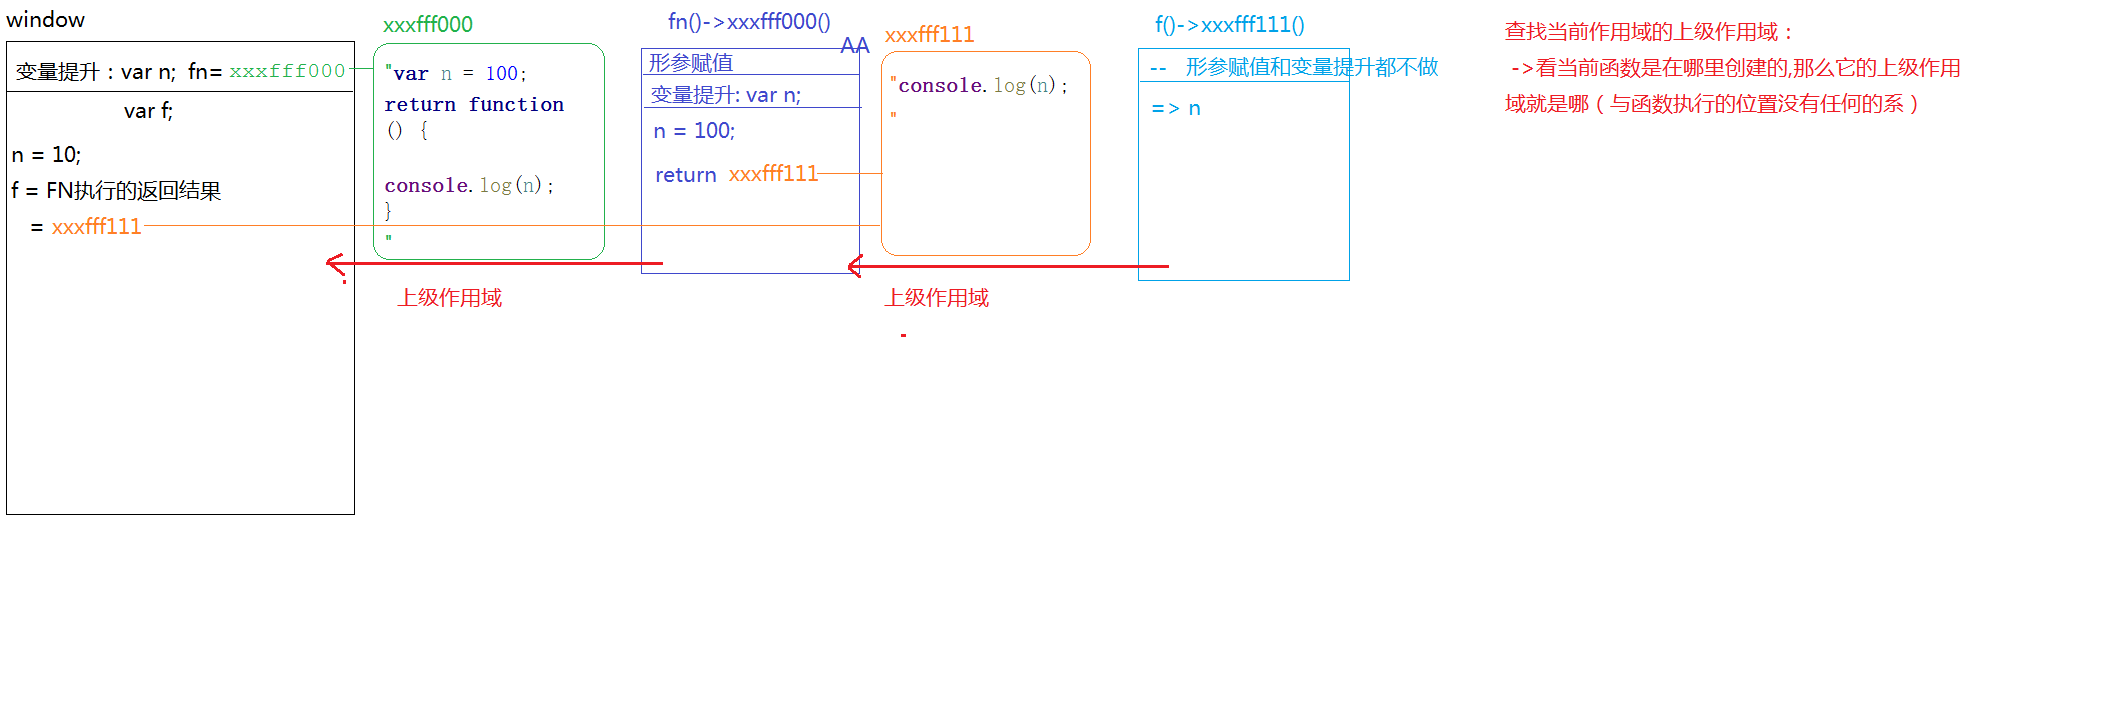 window
变量提升：var n;  fn= xxxfff000
var f;
n = 10;
f = FN执行的返回结果
= xxxfff111
xxxfff000
"var n = 100;
return function
() {
console.log(n);
}
"
上级作用域
fn()->xxxfff000()
AA
形参赋值
变量提升: var n;
n = 100;
return  xxxfff111
xxxfff111
"console.log(n);
"
上级作用域
f()->xxxfff111()
--   形参赋值和变量提升都不做
=> n
查找当前作用域的上级作用域：
->看当前函数是在哪里创建的,那么它的上级作用
域就是哪（与函数执行的位置没有任何的系）